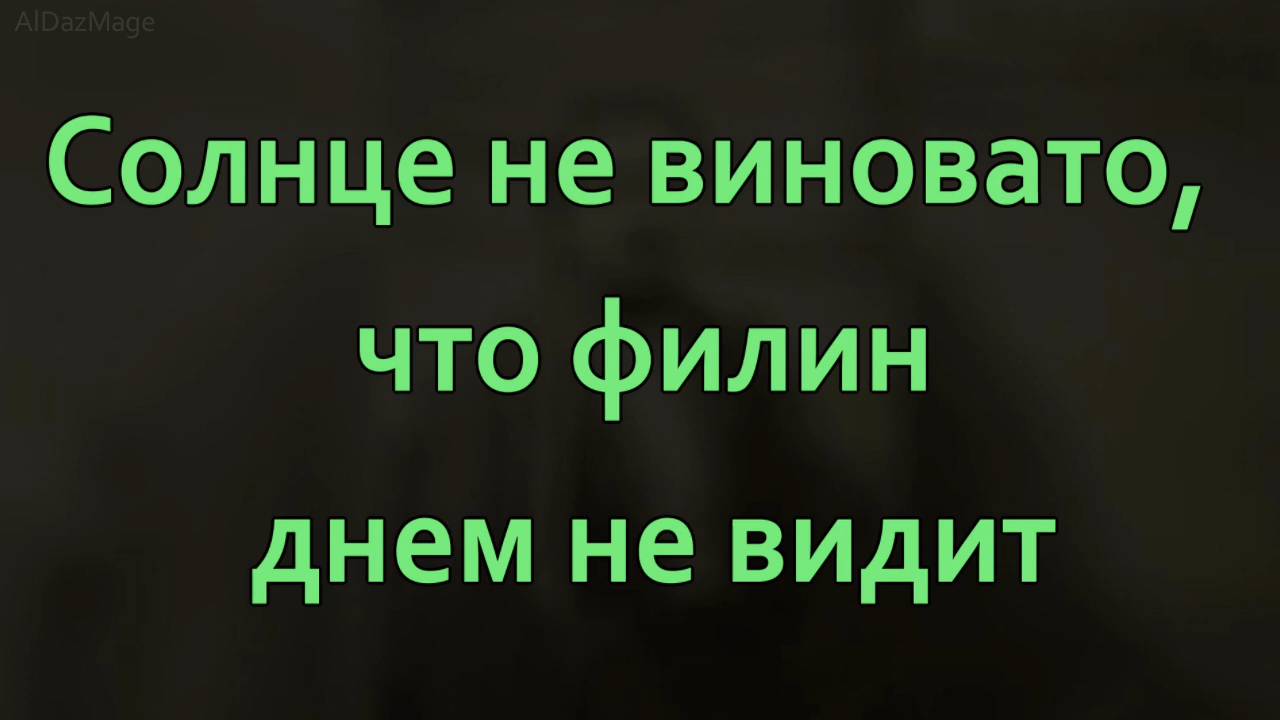 AlDazMage
Солнце не виновато,
что филин
днем не видит